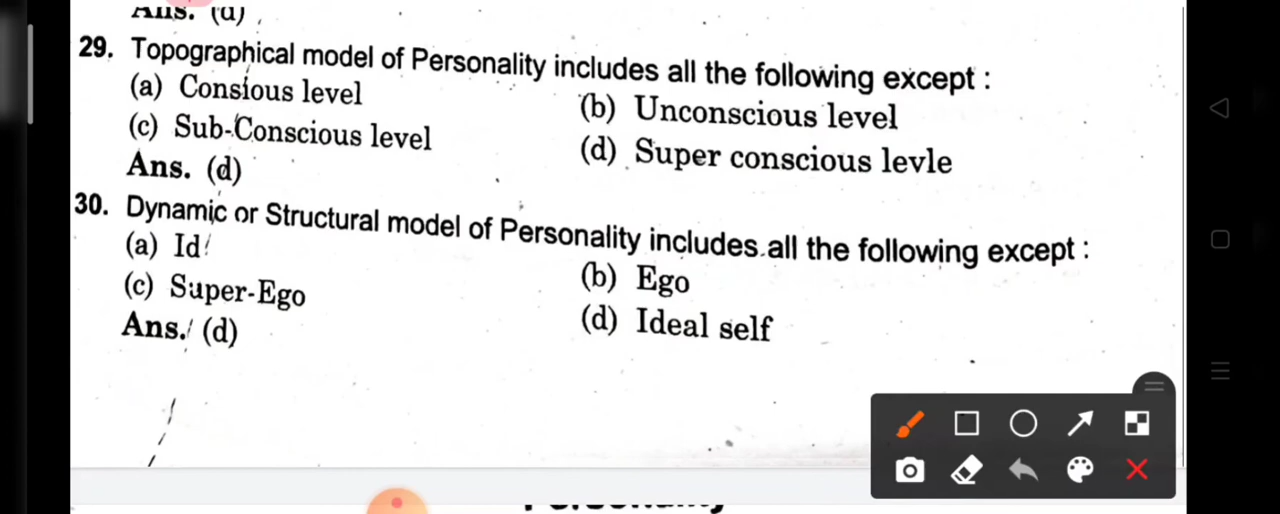 Ans. (d)
29. Topographical model of Personality includes all the following except :
(a) Consious level
(b) Unconscious level
(c) Sub-Conscious level
(d) Super conscious levle
Ans. (d)
30. Dynamic or Structural model of Personality includes all the following except :
(a) Id
(b) Ego
(c) Super-Ego
(d) Ideal self
Ans. (d)